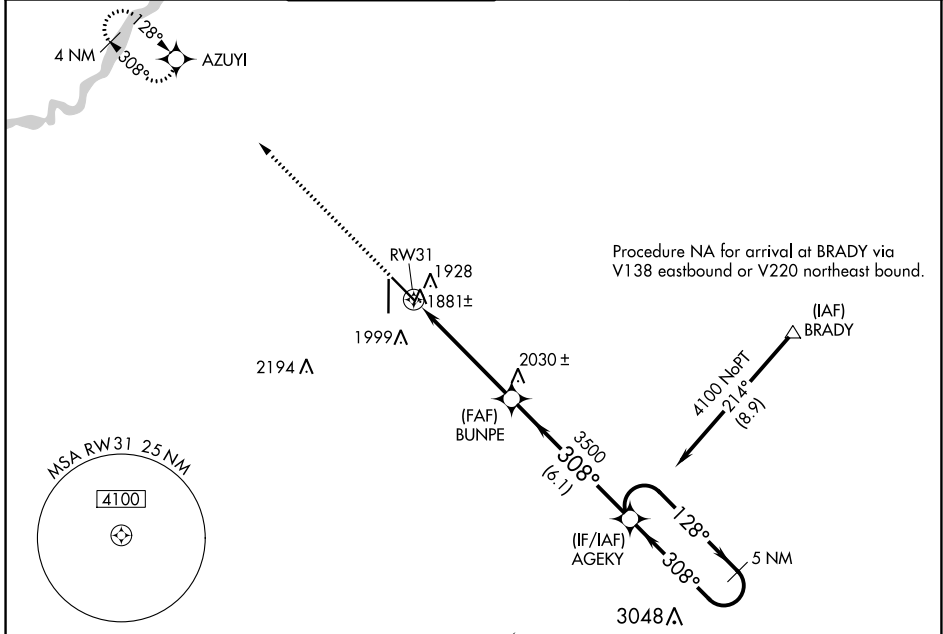 128°
4 NM
308°
AZUYI
RW31
1928
1881±
1999
2194
Procedure NA for arrival at BRADY via
V138 eastbound or V220 northeast bound.
(IAF)
BRADY
4100 NoPT
214°
(8.9)
2030 ±
(FAF)
BUNPE
3500
308°
(6.1)
MSA RW31 25 NM
4100
(IF/IAF)
AGEKY
128°
308°
5 NM
3048